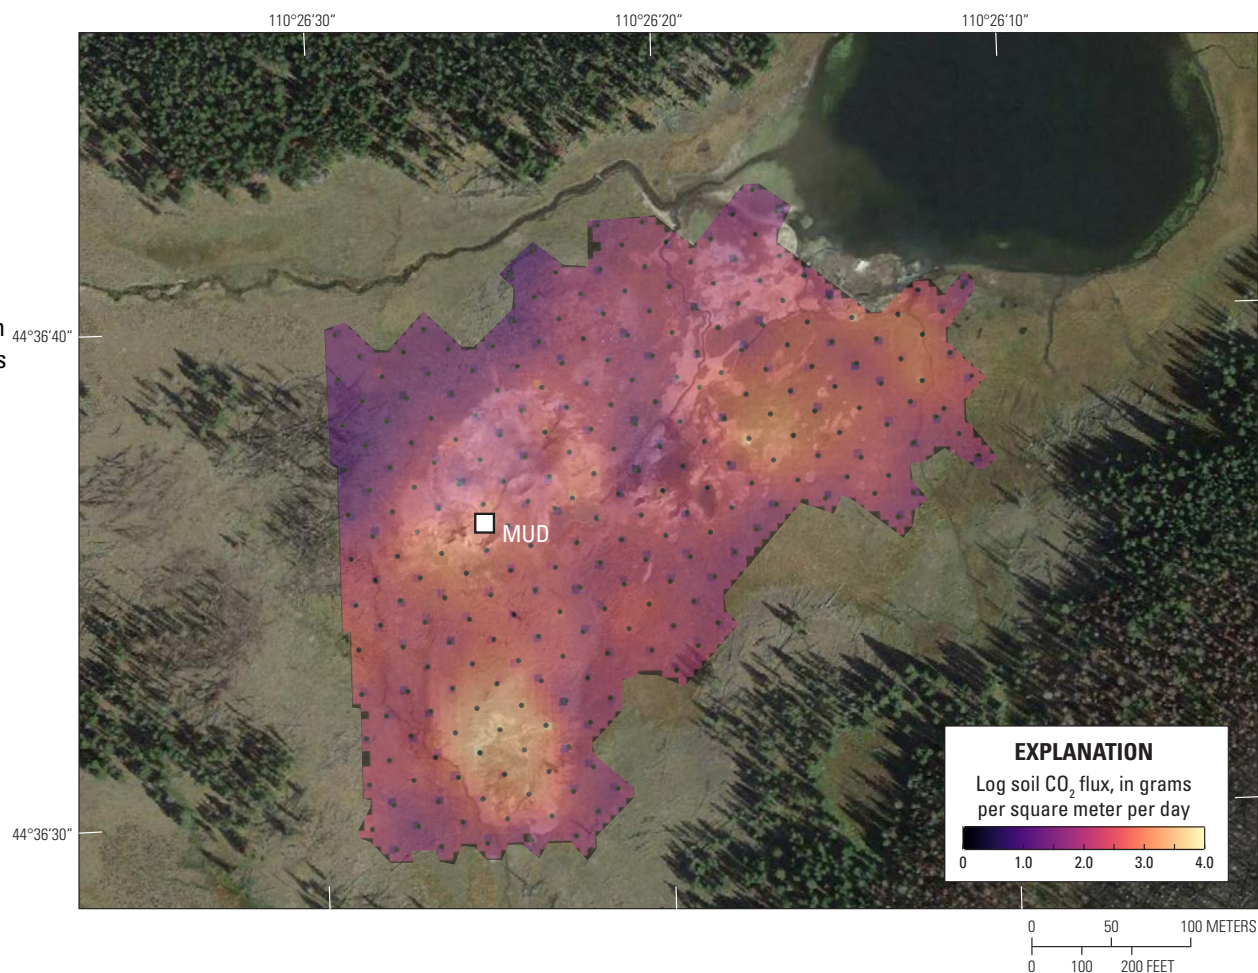 110°26’30”
110°26’20”
110°26’10”
44°36’40”
n
s
MUD
44°36’30”
EXPLANATION
Log soil CO2 flux, in grams
per square meter per day
0 1.0 2.0 3.0 4.0
0 50 100 METERS
0 100 200 FEET